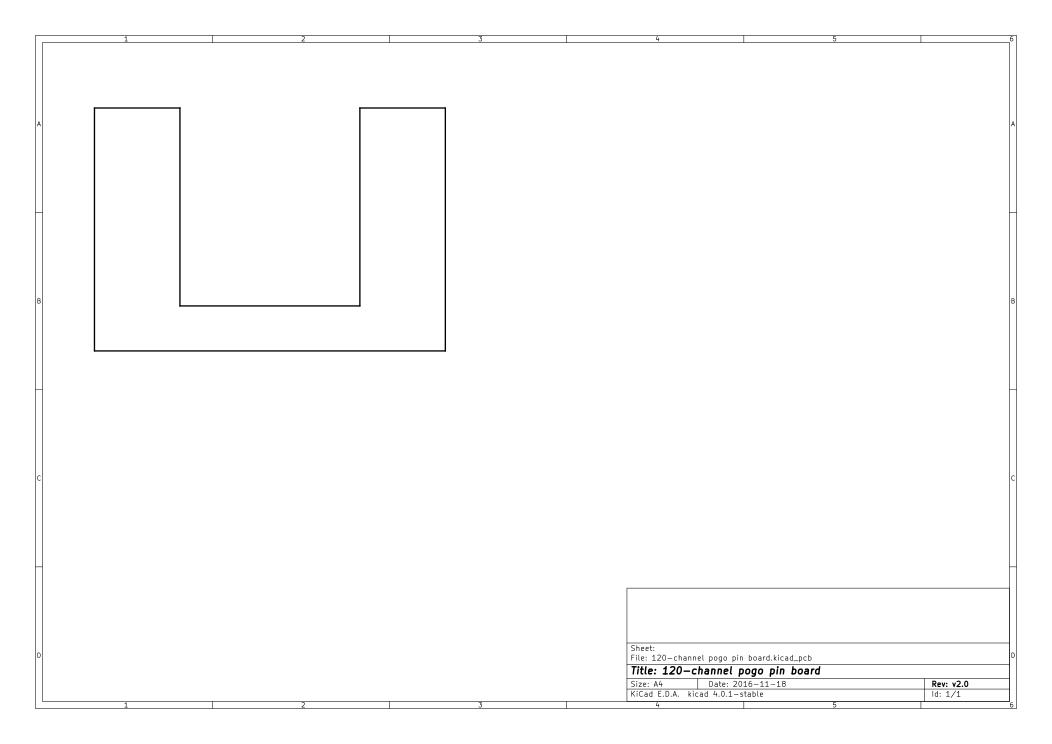 1 2 3 4 5 6
A A
B B
C C
D D
Sheet:
File: 120-channel pogo pin board.kicad_pcb
Title: 120-channel pogo pin board
Size: A4 Date: 2016-11-18 Rev: v2.0
KiCad E.D.A. kicad 4.0.1-stable Id: 1/1
1 2 3 4 5 6